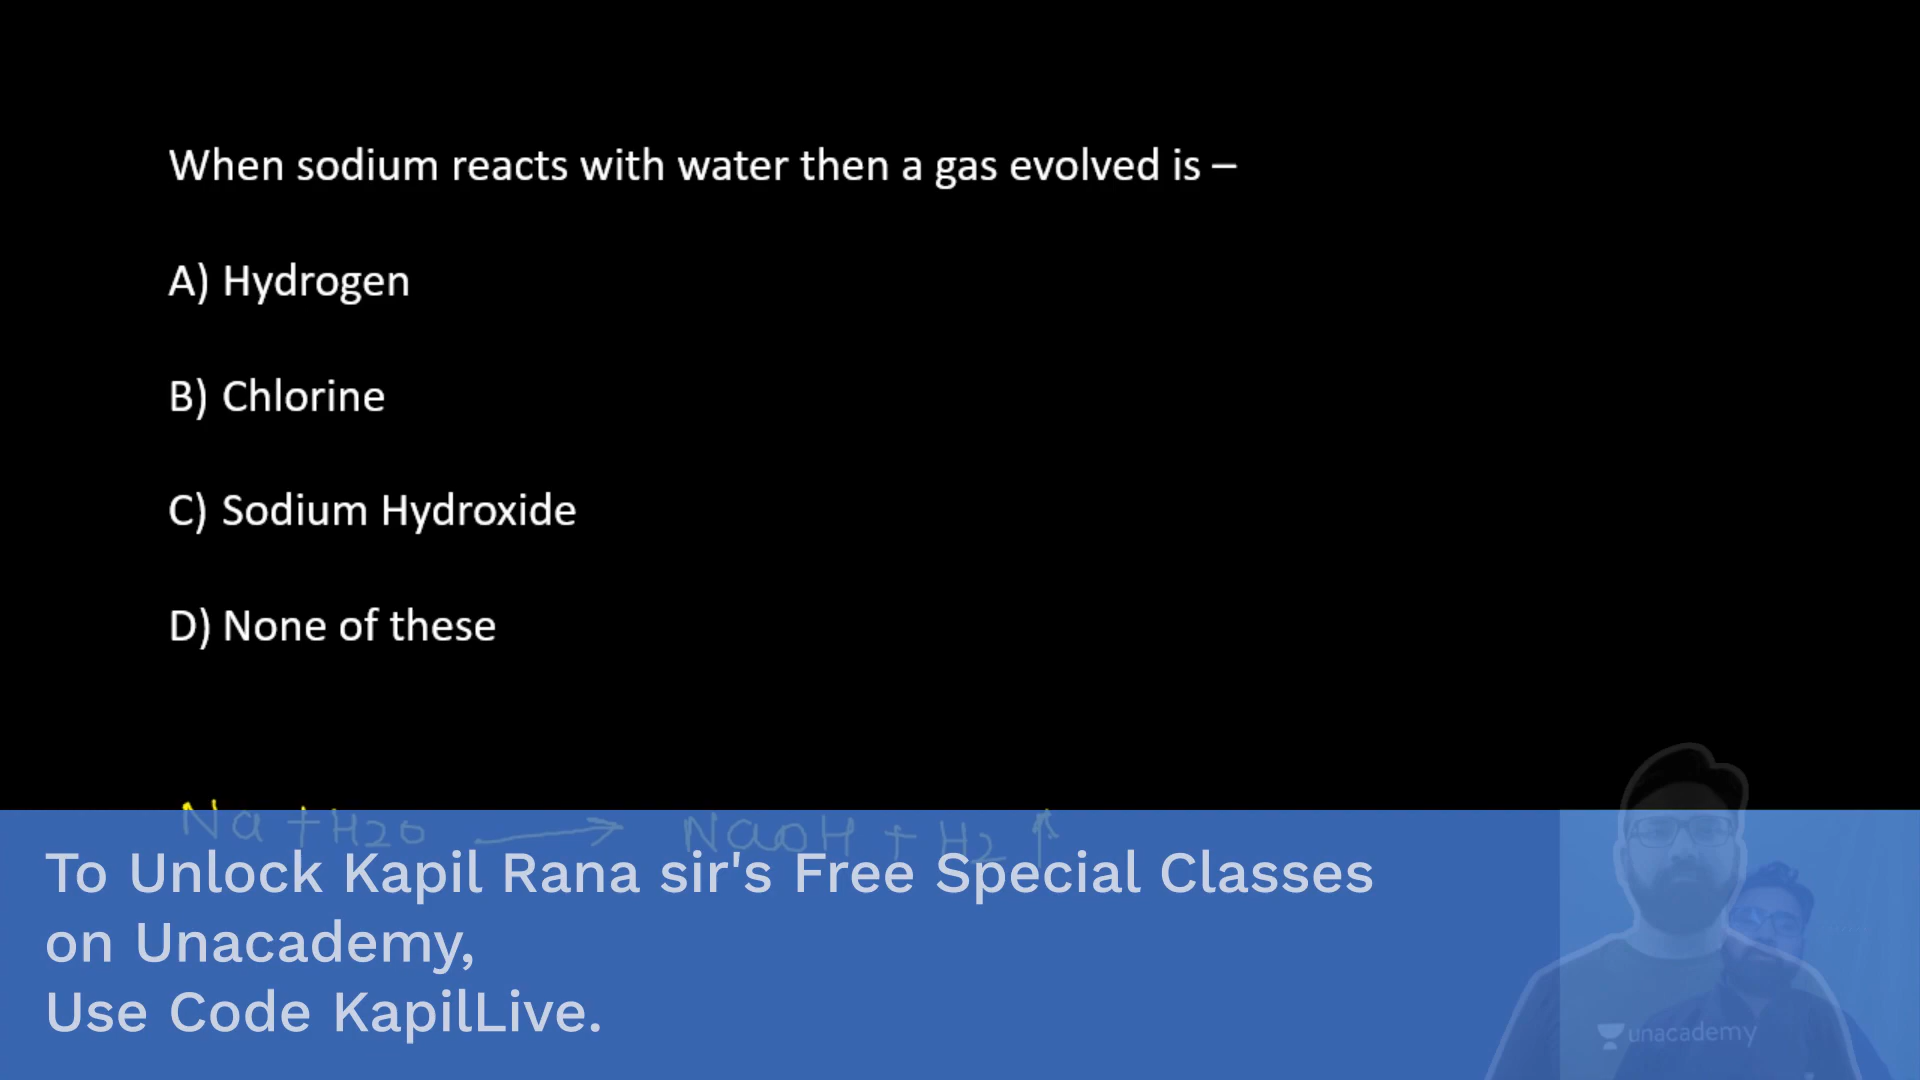 When sodium reacts with water then a gas evolved is –
A) Hydrogen
B) Chlorine
C) Sodium Hydroxide
D) None of these
Na + H2O → NaOH + H2 ↑
To Unlock Kapil Rana sir's Free Special Classes
on Unacademy,
Use Code KapilLive.
unacademy